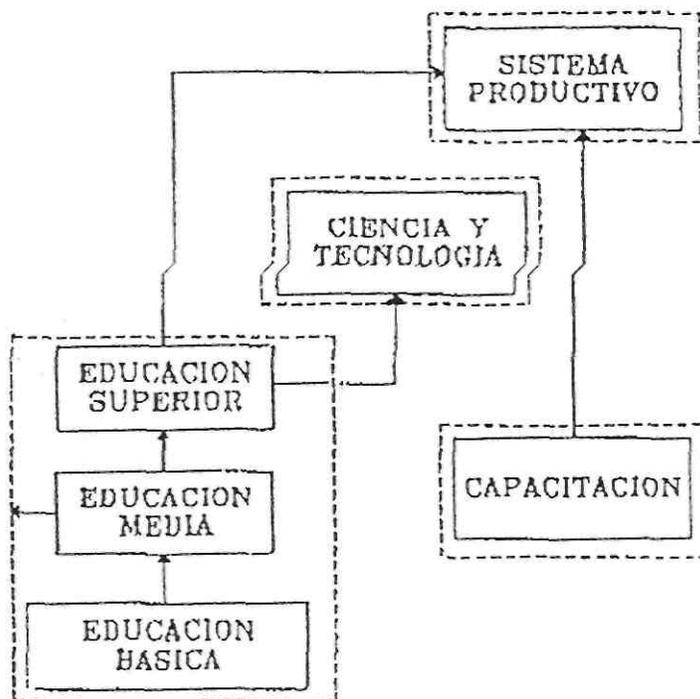 SISTEMA
PRODUCTIVO
CIENCIA Y
TECNOLOGIA
EDUCACION
SUPERIOR
EDUCACION
MEDIA
CAPACITACION
EDUCACION
BASICA